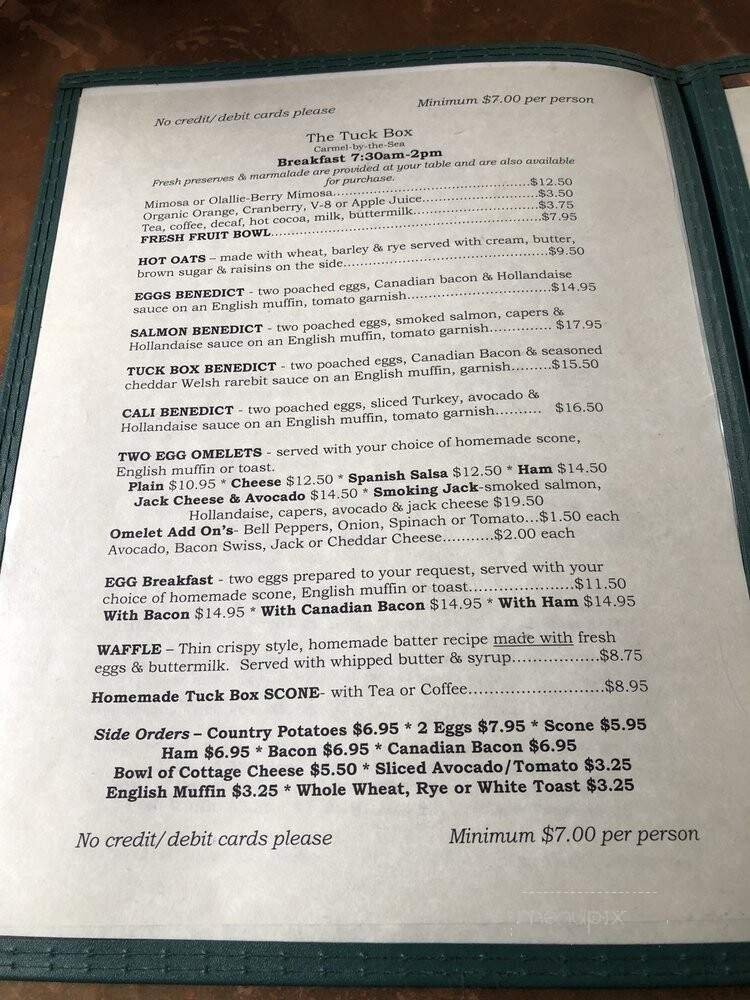 No credit/debit cards please Minimum $7.00 per person
The Tuck Box
Carmel-by-the-Sea
Breakfast 7:30am-2pm
Fresh preserves & marmalade are provided at your table and are also available
for purchase.
Mimosa or Olallie-Berry Mimosa...............................................$12.50
Organic Orange, Cranberry, V-8 or Apple Juice...........................$3.50
Tea, coffee, decaf, hot cocoa, milk, buttermilk............................$3.75
FRESH FRUIT BOWL.............................................................$7.95
HOT OATS – made with wheat, barley & rye served with cream, butter,
brown sugar & raisins on the side...............................................$9.50
EGGS BENEDICT - two poached eggs, Canadian bacon & Hollandaise
sauce on an English muffin, tomato garnish................................$14.95
SALMON BENEDICT - two poached eggs, smoked salmon, capers &
Hollandaise sauce on an English muffin, tomato garnish.............. $17.95
TUCK BOX BENEDICT - two poached eggs, Canadian Bacon & seasoned
cheddar Welsh rarebit sauce on an English muffin, garnish.........$15.50
CALI BENEDICT - two poached eggs, sliced Turkey, avocado &
Hollandaise sauce on an English muffin, tomato garnish.......... $16.50
TWO EGG OMELETS - served with your choice of homemade scone,
English muffin or toast.
Plain $10.95 * Cheese $12.50 * Spanish Salsa $12.50 * Ham $14.50
Jack Cheese & Avocado $14.50 * Smoking Jack-smoked salmon,
Hollandaise, capers, avocado & jack cheese $19.50
Omelet Add On's- Bell Peppers, Onion, Spinach or Tomato...$1.50 each
Avocado, Bacon Swiss, Jack or Cheddar Cheese...........$2.00 each
EGG Breakfast - two eggs prepared to your request, served with your
choice of homemade scone, English muffin or toast.....................$11.50
With Bacon $14.95 * With Canadian Bacon $14.95 * With Ham $14.95
WAFFLE – Thin crispy style, homemade batter recipe made with fresh
eggs & buttermilk. Served with whipped butter & syrup.................$8.75
Homemade Tuck Box SCONE- with Tea or Coffee...........................$8.95
Side Orders – Country Potatoes $6.95 * 2 Eggs $7.95 * Scone $5.95
Ham $6.95 * Bacon $6.95 * Canadian Bacon $6.95
Bowl of Cottage Cheese $5.50 * Sliced Avocado/Tomato $3.25
English Muffin $3.25 * Whole Wheat, Rye or White Toast $3.25
No credit/debit cards please Minimum $7.00 per person
menupix